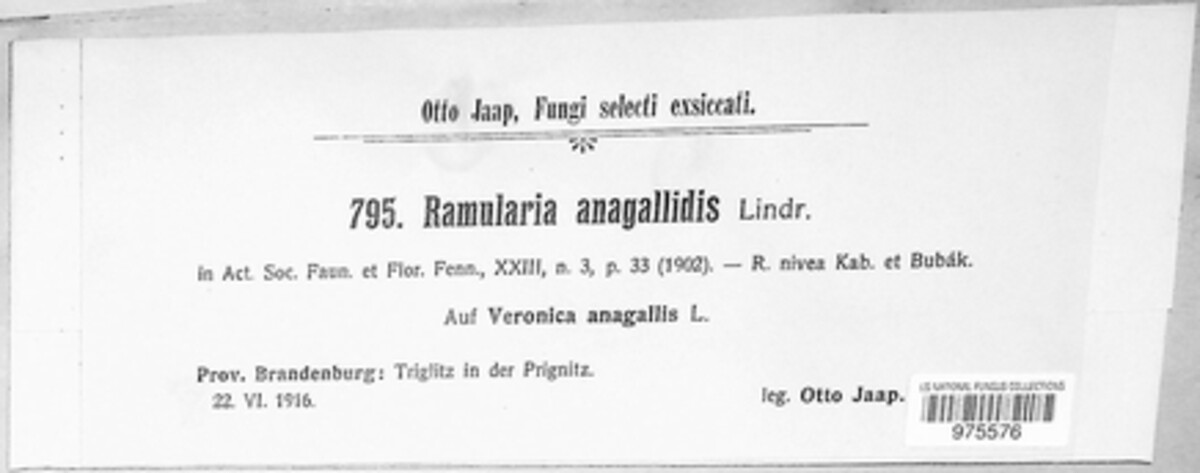 Otto Jaap, Fungi selecti exsiccati.
795. Ramularia anagallidis Lindr.
in Act. Soc. Faun. et Flor. Fenn., XXIII, n. 3, p. 33 (1902). — R. nivea Kab. et Bubák.
Auf Veronica anagallis L.
Prov. Brandenburg: Triglitz in der Prignitz.
22. VI. 1916.
leg. Otto Jaap.
US NATIONAL FUNGUS COLLECTIONS
975576